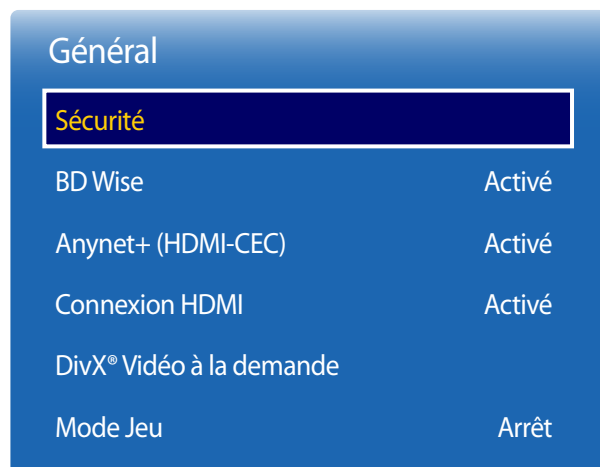 Général
Sécurité
BD Wise Activé
Anynet+ (HDMI-CEC) Activé
Connexion HDMI Activé
DivX® Vidéo à la demande
Mode Jeu Arrêt